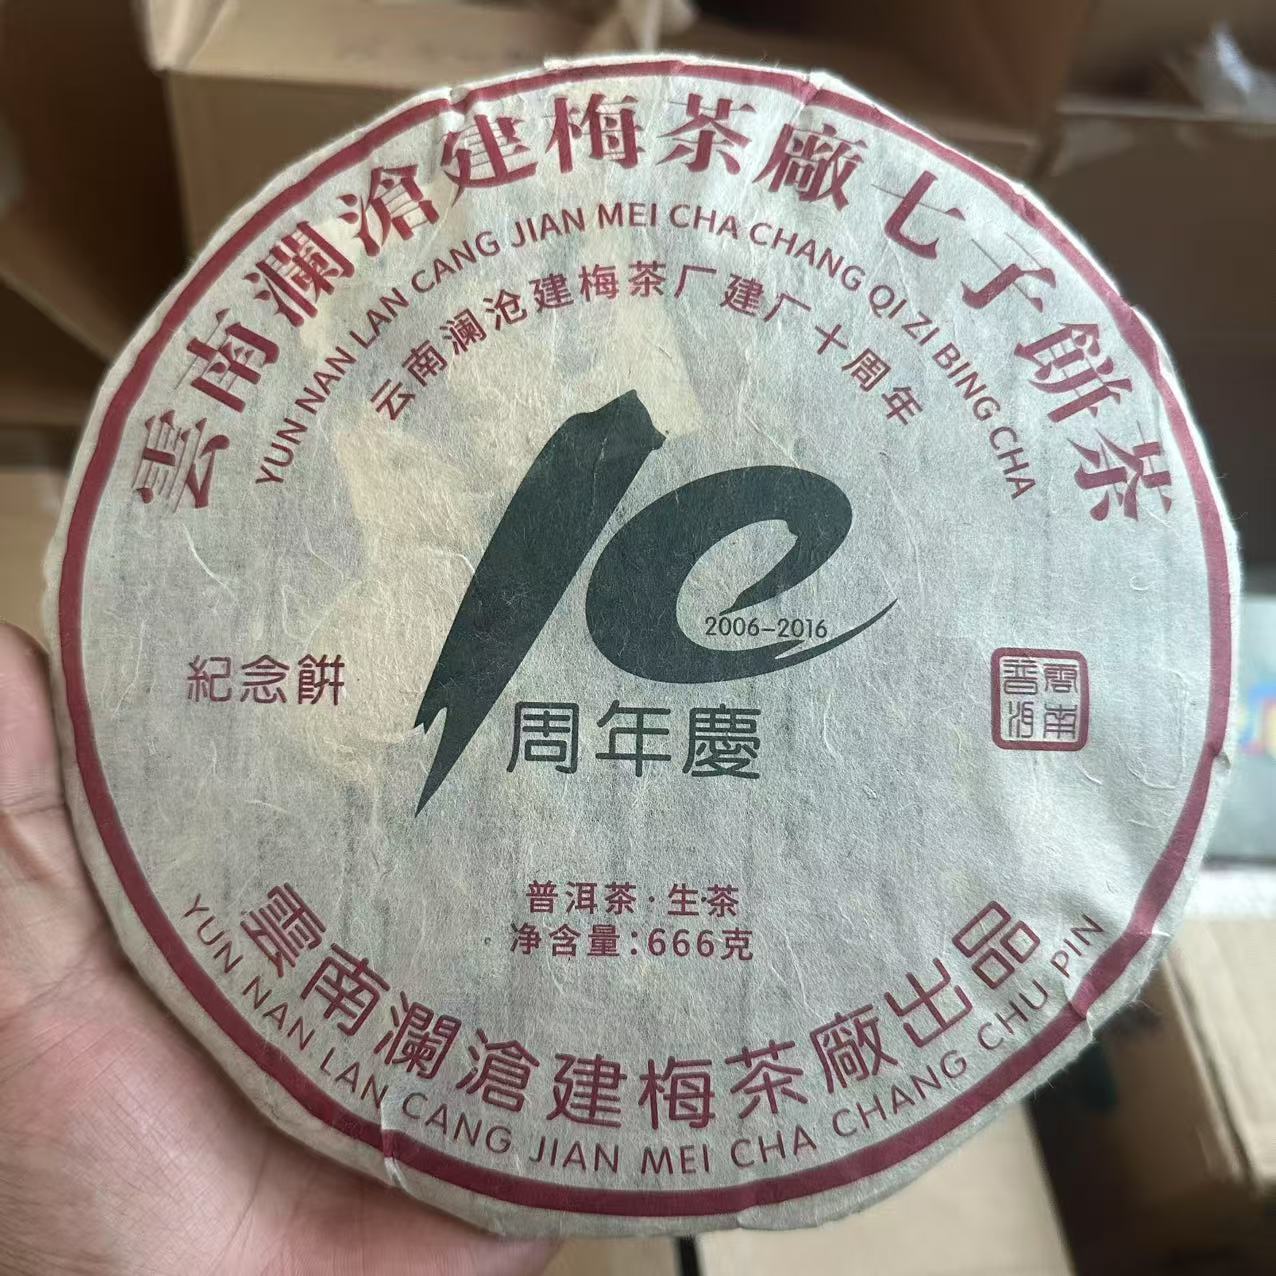 雲南瀾滄建梅茶廠七子餅茶
YUN NAN LAN CANG JIAN MEI CHA CHANG QI ZI BING CHA
云南澜沧建梅茶厂建厂十周年
10
2006-2016
周年慶
紀念餅
雲南
普洱
普洱茶·生茶
净含量:666克
雲南瀾滄建梅茶廠出品
YUN NAN LAN CANG JIAN MEI CHA CHANG CHU PIN